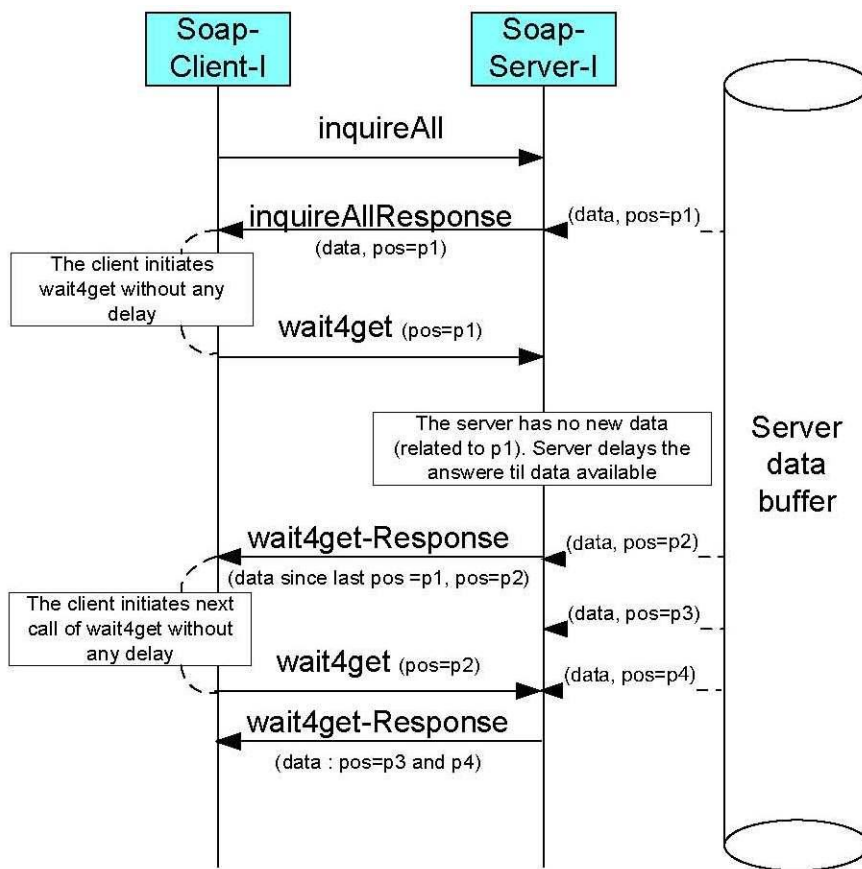 Soap-
Client-I
Soap-
Server-I
inquireAll
inquireAllResponse
(data, pos=p1)
(data, pos=p1)
The client initiates
wait4get without any
delay
wait4get (pos=p1)
The server has no new data
(related to p1). Server delays the
answere til data available
Server
data
buffer
wait4get-Response
(data, pos=p2)
(data since last pos =p1, pos=p2)
The client initiates next
call of wait4get without
any delay
(data, pos=p3)
wait4get (pos=p2)
(data, pos=p4)
wait4get-Response
(data : pos=p3 and p4)